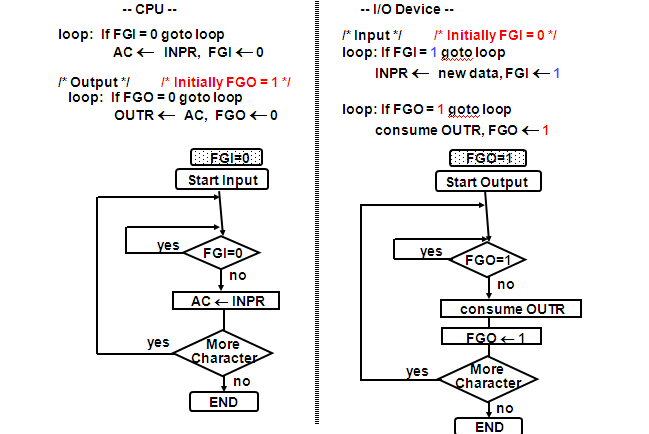 -- CPU --
loop: If FGI = 0 goto loop
AC ← INPR, FGI ← 0
/* Output */ /* Initially FGO = 1 */
loop: If FGO = 0 goto loop
OUTR ← AC, FGO ← 0
FGI=0
Start Input
yes
FGI=0
no
AC ← INPR
yes
More
Character
no
END
-- I/O Device --
/* Input */ /* Initially FGI = 0 */
loop: If FGI = 1 goto loop
INPR ← new data, FGI ← 1
loop: If FGO = 1 goto loop
consume OUTR, FGO ← 1
FGO=1
Start Output
yes
FGO=1
no
consume OUTR
FGO ← 1
yes
More
Character
no
END